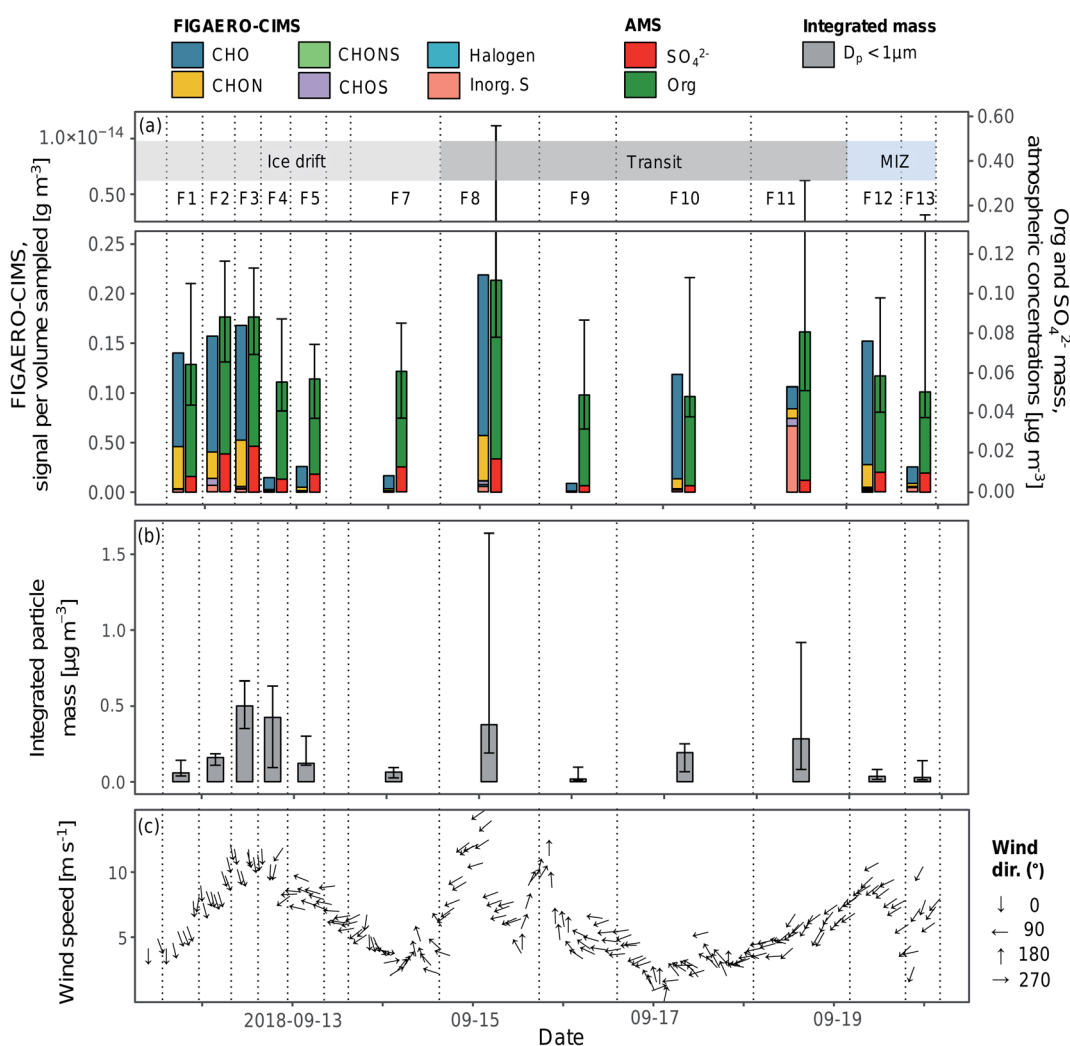 FIGAERO-CIMS AMS Integrated mass
CHO CHONS Halogen SO₄²⁻ Dₚ <1μm
CHON CHOS Inorg. S Org
(a)
1.0×10⁻¹⁴
0.50
0.60
0.40
0.20
Ice drift Transit MIZ
F1 F2 F3 F4 F5 F7 F8 F9 F10 F11 F12 F13
0.25
0.20
0.15
0.10
0.50
0.00
0.12
0.10
0.08
0.06
0.04
0.02
0.00
FIGAERO-CIMS,
signal per volume sampled [g m⁻³]
Org and SO₄²⁻ mass,
atmospheric concentrations [μg m⁻³]
(b)
1.5
1.0
0.5
0.0
Integrated particle
mass [μg m⁻³]
(c)
10
5
Wind speed [m s⁻¹]
Wind
dir. (°)
↓ 0
← 90
↑ 180
→ 270
2018-09-13 09-15 09-17 09-19
Date